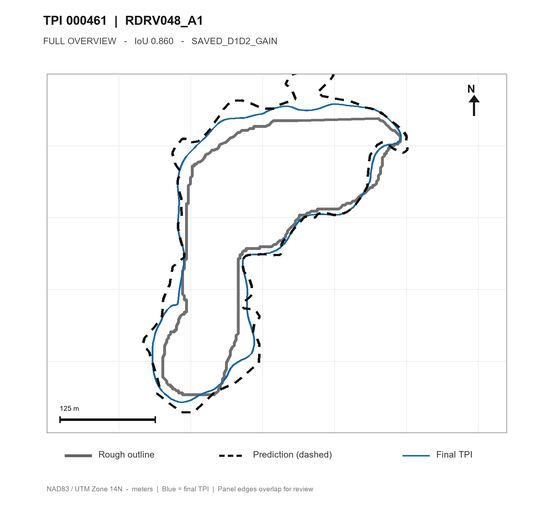 TPI 000461 | RDRV048_A1
FULL OVERVIEW - IoU 0.860 - SAVED_D1D2_GAIN
N
125 m
Rough outline
Prediction (dashed)
Final TPI
NAD83 / UTM Zone 14N - meters | Blue = final TPI | Panel edges overlap for review